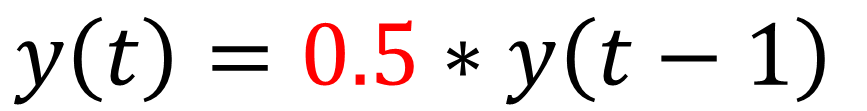 y(t) = 0.5 * y(t − 1)